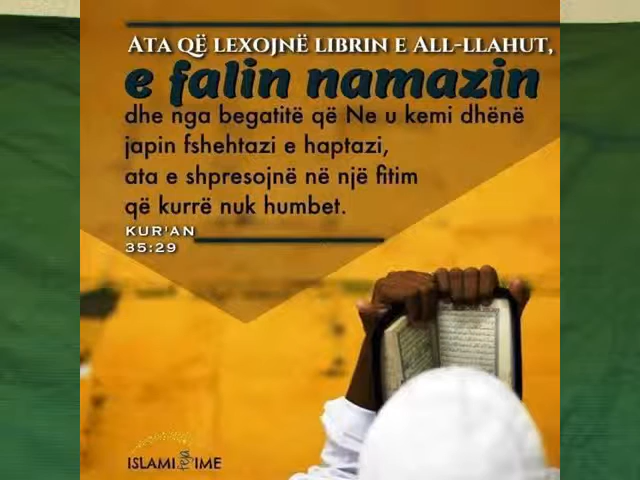 ATA QË LEXOJNË LIBRIN E ALL-LLAHUT,
e falin namazin
dhe nga begatitë që Ne u kemi dhënë
japin fshehtazi e haptazi,
ata e shpresojnë në një fitim
që kurrë nuk humbet.
KUR'AN
35:29
ISLAMI IME